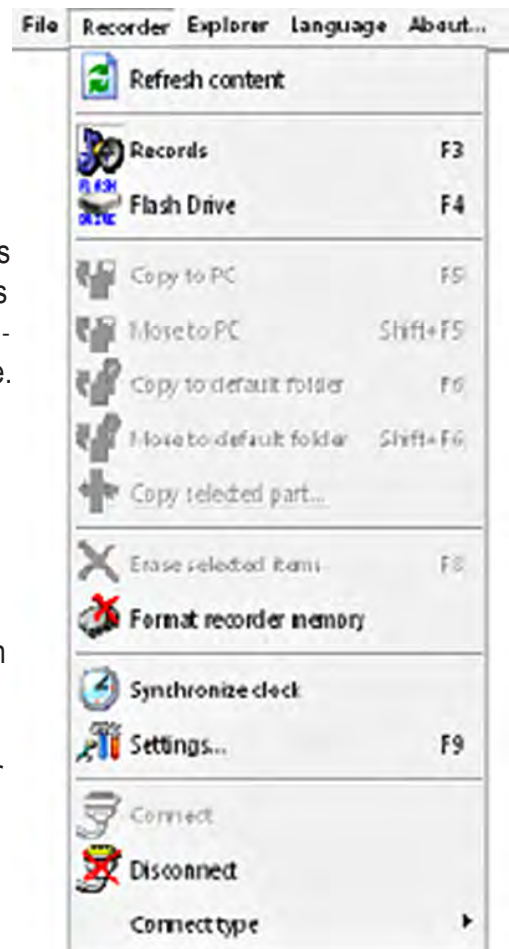 File Recorder Explorer Language About...
Refresh content
Records F3
FLASH DRIVE Flash Drive F4
s
s
Copy to PC F5
-
Move to PC Shift+F5
e.
Copy to default folder F6
Move to default folder Shift+F6
Copy selected part...
Erase selected items F8
Format recorder memory
n
Synchronize clock
Settings... F9
Connect
Disconnect
Connect type